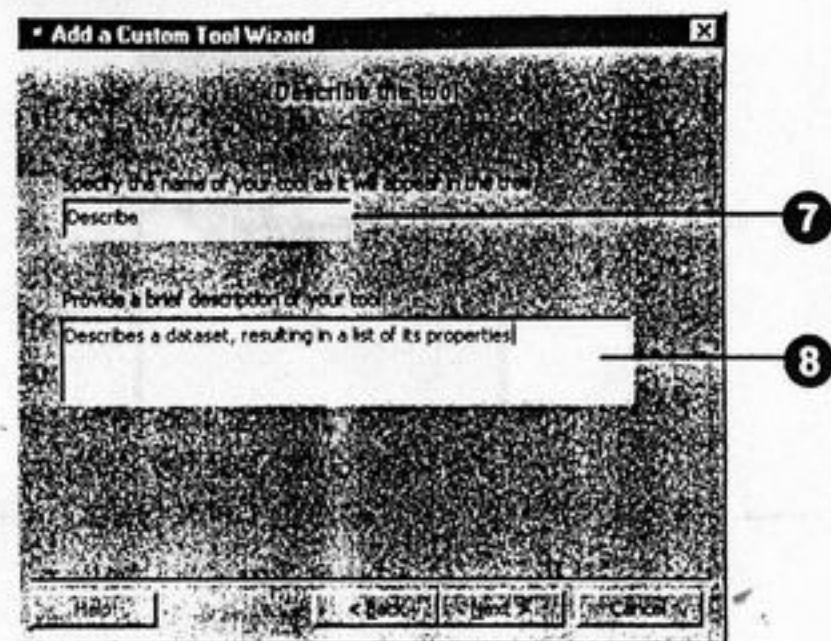 Add a Custom Tool Wizard
Describe the tool
Specify the name of your tool as it will appear in the tree
Describe
7
Provide a brief description of your tool
Describes a dataset, resulting in a list of its properties
8
Help
< Back
Next >
Cancel